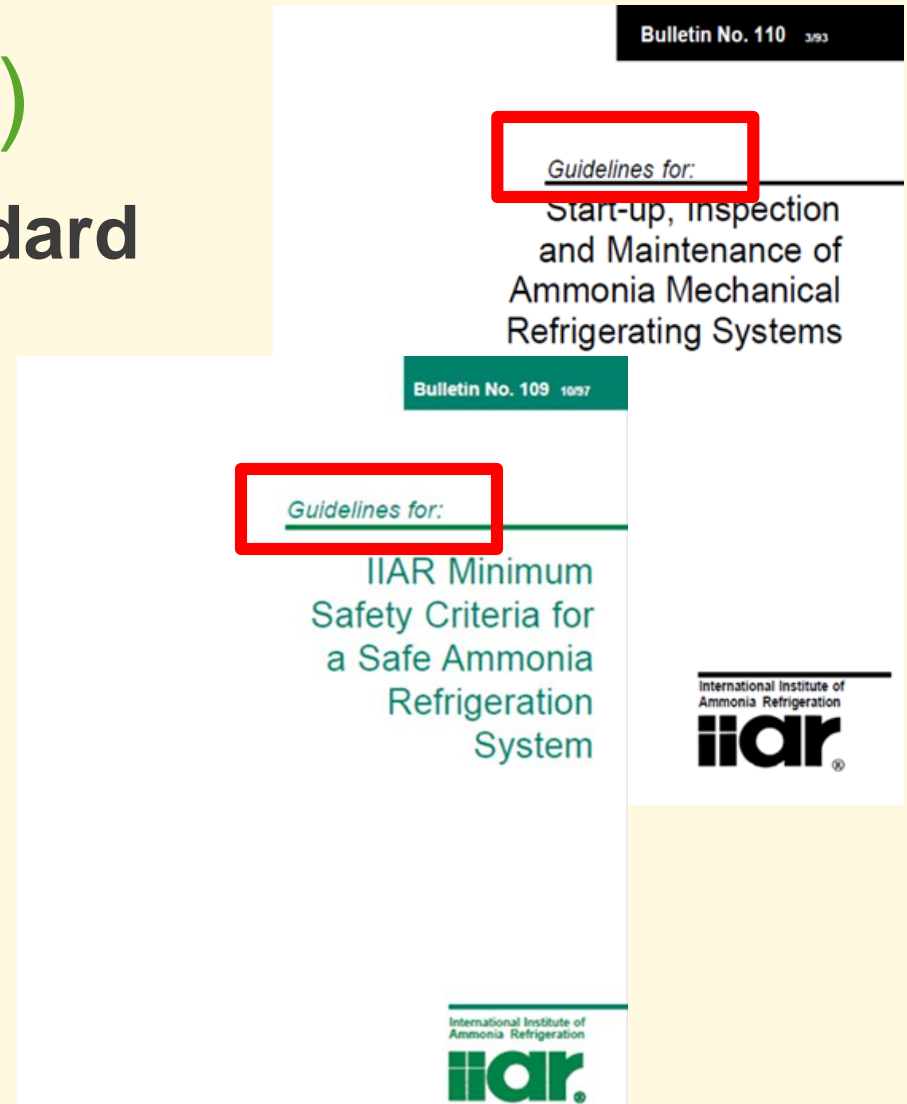 )
dard
Bulletin No. 110 3/93
Guidelines for:
Start-up, Inspection
and Maintenance of
Ammonia Mechanical
Refrigerating Systems
International Institute of
Ammonia Refrigeration
iiar®
Bulletin No. 109 10/97
Guidelines for:
IIAR Minimum
Safety Criteria for
a Safe Ammonia
Refrigeration
System
International Institute of
Ammonia Refrigeration
iiar®